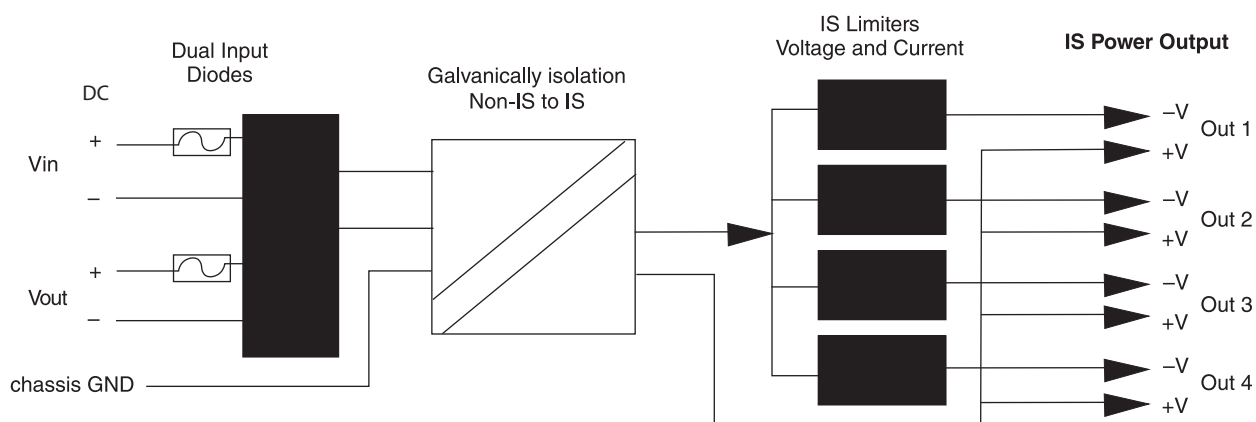 Dual Input
Diodes
DC
+
Vin
–
+
Vout
–
chassis GND
Galvanically isolation
Non-IS to IS
IS Limiters
Voltage and Current
IS Power Output
–V
Out 1
+V
–V
Out 2
+V
–V
Out 3
+V
–V
Out 4
+V